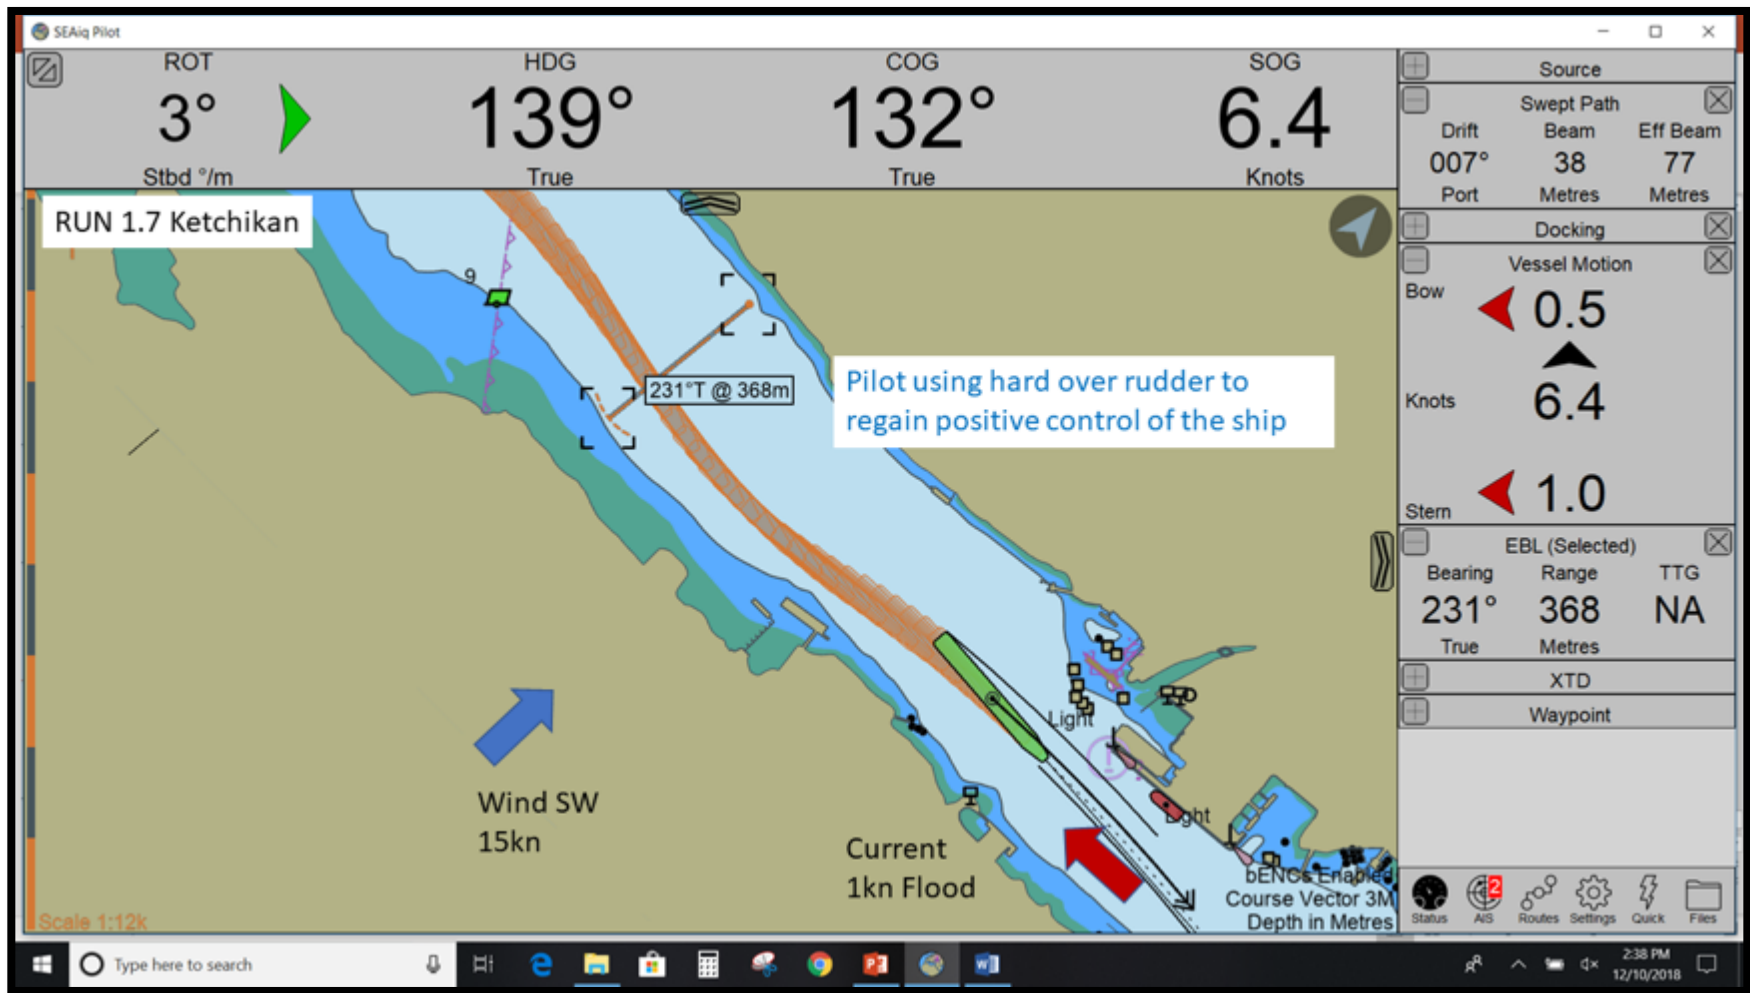 SEAiq Pilot
ROT HDG COG SOG
3° 139° 132° 6.4
Stbd °/m True True Knots
RUN 1.7 Ketchikan
9
231°T @ 368m
Pilot using hard over rudder to
regain positive control of the ship
Wind SW
15kn
Current
1kn Flood
Light
Light
bENCs Enabled
Course Vector 3M
Depth in Metres
Scale 1:12k
Source
Swept Path
Drift Beam Eff Beam
007° 38 77
Port Metres Metres
Docking
Vessel Motion
Bow
0.5
Knots
6.4
Stern
1.0
EBL (Selected)
Bearing Range TTG
231° 368 NA
True Metres
XTD
Waypoint
2
Status AIS Routes Settings Quick Files
Type here to search
2:38 PM
12/10/2018